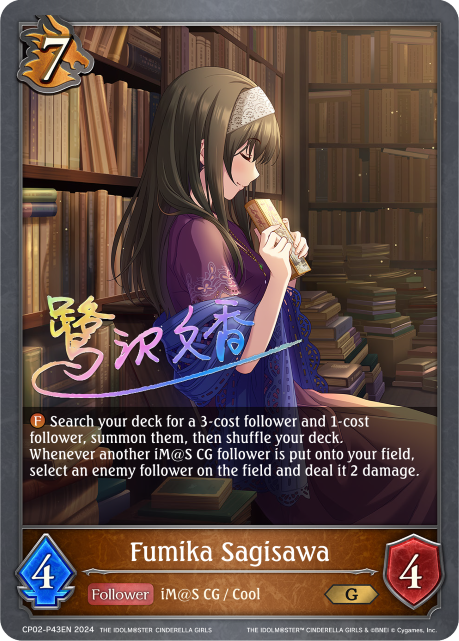 7
鷺沢文香
F Search your deck for a 3-cost follower and 1-cost
follower, summon them, then shuffle your deck.
Whenever another iM@S CG follower is put onto your field,
select an enemy follower on the field and deal it 2 damage.
Fumika Sagisawa
4 Follower iM@S CG / Cool G 4
CP02-P43EN 2024 THE IDOLM@STER CINDERELLA GIRLS THE IDOLM@STER™ CINDERELLA GIRLS & ©BNEI © Cygames, Inc.